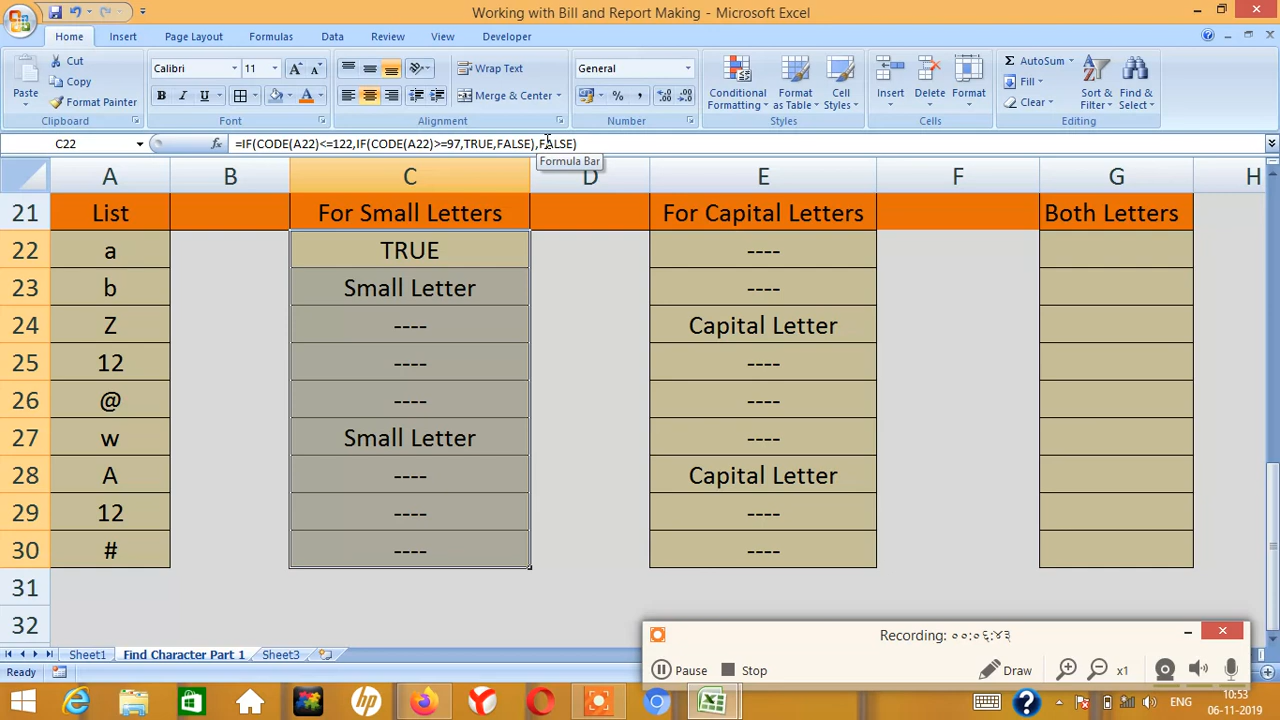 Working with Bill and Report Making - Microsoft Excel
Home Insert Page Layout Formulas Data Review View Developer
Paste
Cut
Copy
Format Painter
Clipboard
Calibri 11
B I U
Font
Wrap Text
Merge & Center
Alignment
General
% ,
Number
Conditional Formatting
Format as Table
Cell Styles
Styles
Insert
Delete
Format
Cells
AutoSum
Fill
Clear
Sort & Filter
Find & Select
Editing
C22 fx =IF(CODE(A22)<=122,IF(CODE(A22)>=97,TRUE,FALSE),FALSE)
Formula Bar
A B C D E F G H
21 List For Small Letters For Capital Letters Both Letters
22 a TRUE ----
23 b Small Letter ----
24 Z ---- Capital Letter
25 12 ---- ----
26 @ ---- ----
27 w Small Letter ----
28 A ---- Capital Letter
29 12 ---- ----
30 # ---- ----
31
32
Recording: ००:०६:४३
Pause Stop Draw x1
Sheet1 Find Character Part 1 Sheet3
Ready
ENG
10:53
06-11-2019